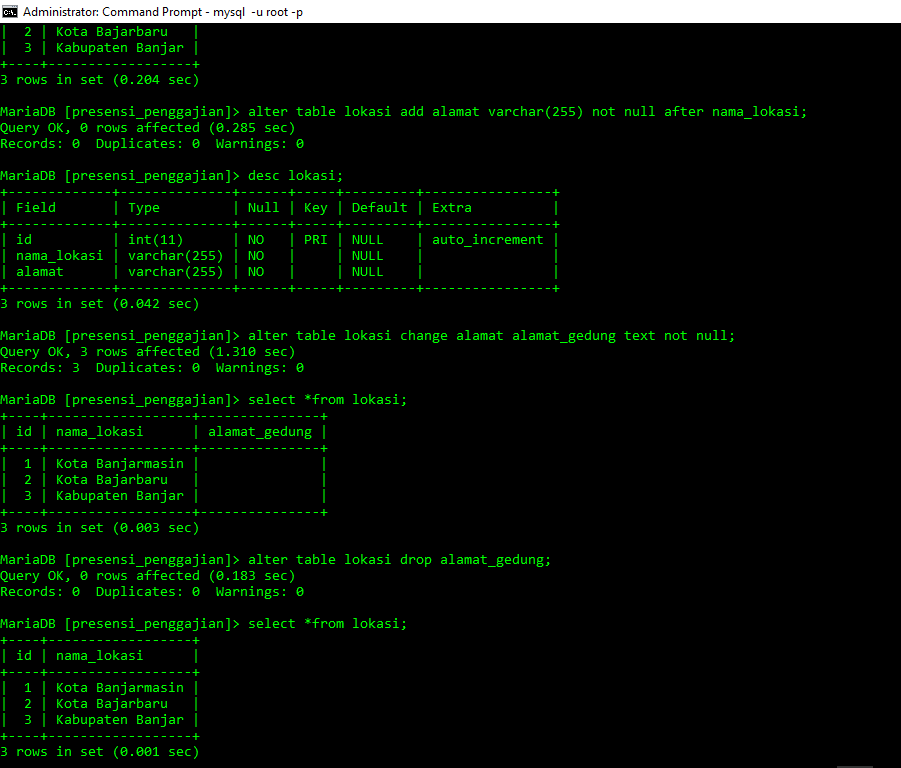 Administrator: Command Prompt - mysql  -u root -p
|  2 | Kota Bajarbaru   |
|  3 | Kabupaten Banjar |
+----+------------------+
3 rows in set (0.204 sec)
MariaDB [presensi_penggajian]> alter table lokasi add alamat varchar(255) not null after nama_lokasi;
Query OK, 0 rows affected (0.285 sec)
Records: 0  Duplicates: 0  Warnings: 0
MariaDB [presensi_penggajian]> desc lokasi;
+-------------+--------------+------+-----+---------+----------------+
| Field       | Type         | Null | Key | Default | Extra          |
+-------------+--------------+------+-----+---------+----------------+
| id          | int(11)      | NO   | PRI | NULL    | auto_increment |
| nama_lokasi | varchar(255) | NO   |     | NULL    |                |
| alamat      | varchar(255) | NO   |     | NULL    |                |
+-------------+--------------+------+-----+---------+----------------+
3 rows in set (0.042 sec)
MariaDB [presensi_penggajian]> alter table lokasi change alamat alamat_gedung text not null;
Query OK, 3 rows affected (1.310 sec)
Records: 3  Duplicates: 0  Warnings: 0
MariaDB [presensi_penggajian]> select *from lokasi;
+----+------------------+---------------+
| id | nama_lokasi      | alamat_gedung |
+----+------------------+---------------+
|  1 | Kota Banjarmasin |               |
|  2 | Kota Bajarbaru   |               |
|  3 | Kabupaten Banjar |               |
+----+------------------+---------------+
3 rows in set (0.003 sec)
MariaDB [presensi_penggajian]> alter table lokasi drop alamat_gedung;
Query OK, 0 rows affected (0.183 sec)
Records: 0  Duplicates: 0  Warnings: 0
MariaDB [presensi_penggajian]> select *from lokasi;
+----+------------------+
| id | nama_lokasi      |
+----+------------------+
|  1 | Kota Banjarmasin |
|  2 | Kota Bajarbaru   |
|  3 | Kabupaten Banjar |
+----+------------------+
3 rows in set (0.001 sec)